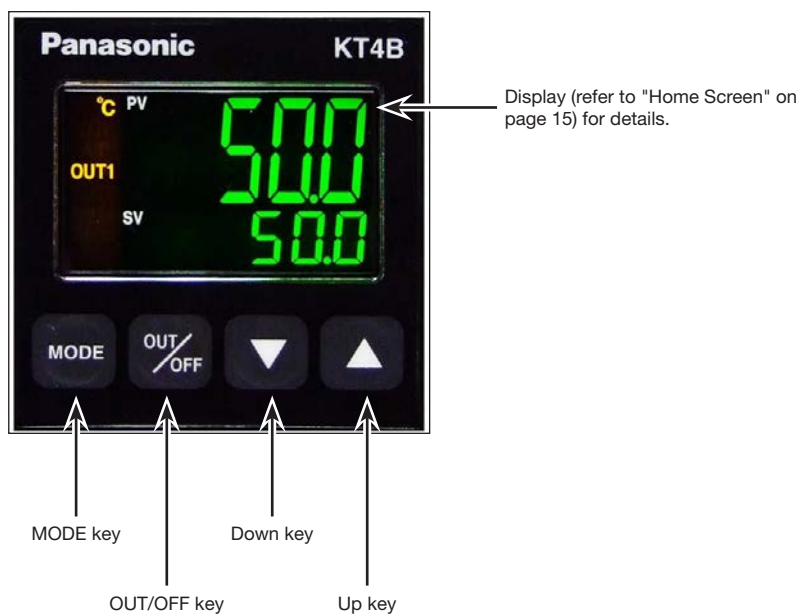 Panasonic KT4B
°C PV 50.0
OUT1
SV 50.0
Display (refer to "Home Screen" on
page 15) for details.
MODE OUT/OFF
MODE key
Down key
OUT/OFF key
Up key